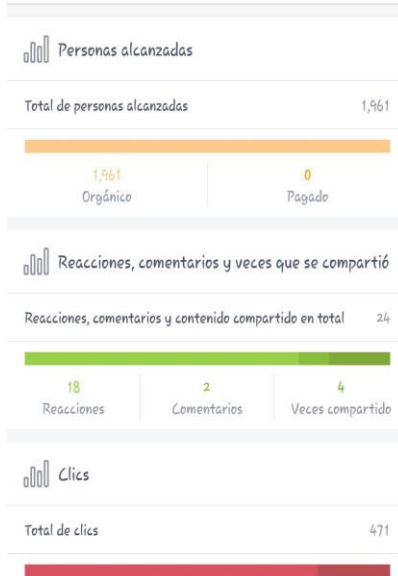 Personas alcanzadas
Total de personas alcanzadas 1,961
1,961 0
Orgánico Pagado
Reacciones, comentarios y veces que se compartió
Reacciones, comentarios y contenido compartido en total 24
18 2 4
Reacciones Comentarios Veces compartido
Clics
Total de clics 471